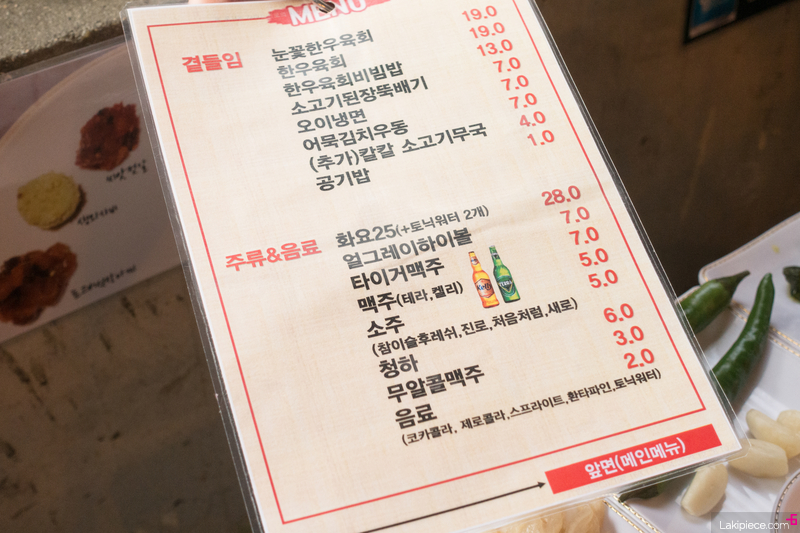 MENU
곁들임
눈꽃한우육회 19.0
한우육회 19.0
한우육회비빔밥 13.0
소고기된장뚝배기 7.0
오이냉면 7.0
어묵김치우동 7.0
(추가)칼칼 소고기무국 4.0
공기밥 1.0
주류&음료
화요25(+토닉워터 2개) 28.0
얼그레이하이볼 7.0
타이거맥주 7.0
맥주(테라,켈리) 5.0
소주 5.0
(참이슬후레쉬,진로,처음처럼,새로)
청하 6.0
무알콜맥주 3.0
음료 2.0
(코카콜라, 제로콜라,스프라이트,환타파인,토닉워터)
앞면(메인메뉴)
Lakipiece.com